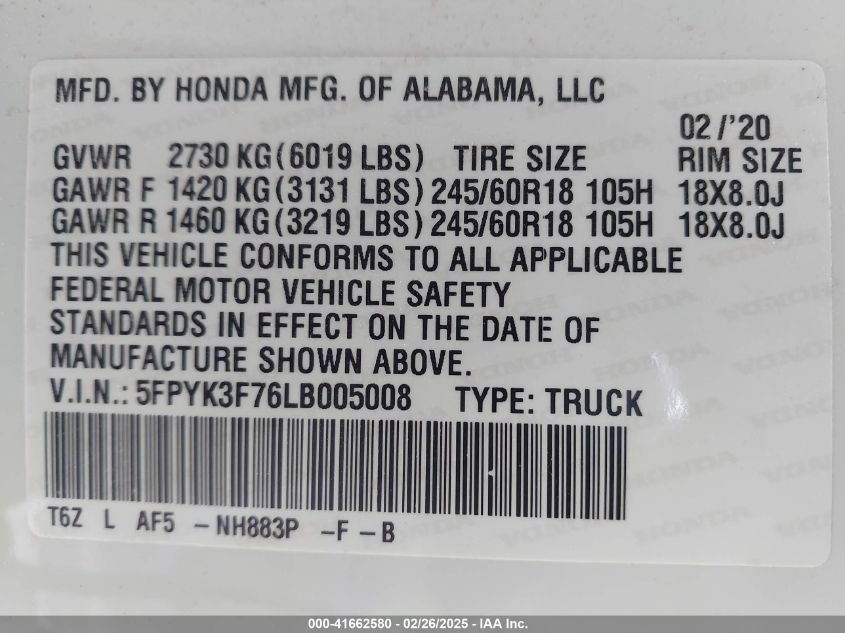 MFD. BY HONDA MFG. OF ALABAMA, LLC
02/'20
GVWR 2730 KG(6019 LBS) TIRE SIZE RIM SIZE
GAWR F 1420 KG(3131 LBS) 245/60R18 105H 18X8.0J
GAWR R 1460 KG(3219 LBS) 245/60R18 105H 18X8.0J
THIS VEHICLE CONFORMS TO ALL APPLICABLE
FEDERAL MOTOR VEHICLE SAFETY
STANDARDS IN EFFECT ON THE DATE OF
MANUFACTURE SHOWN ABOVE.
V.I.N.: 5FPYK3F76LB005008 TYPE: TRUCK
T6Z L AF5 -NH883P -F -B
000-41662580 - 02/26/2025 - IAA Inc.